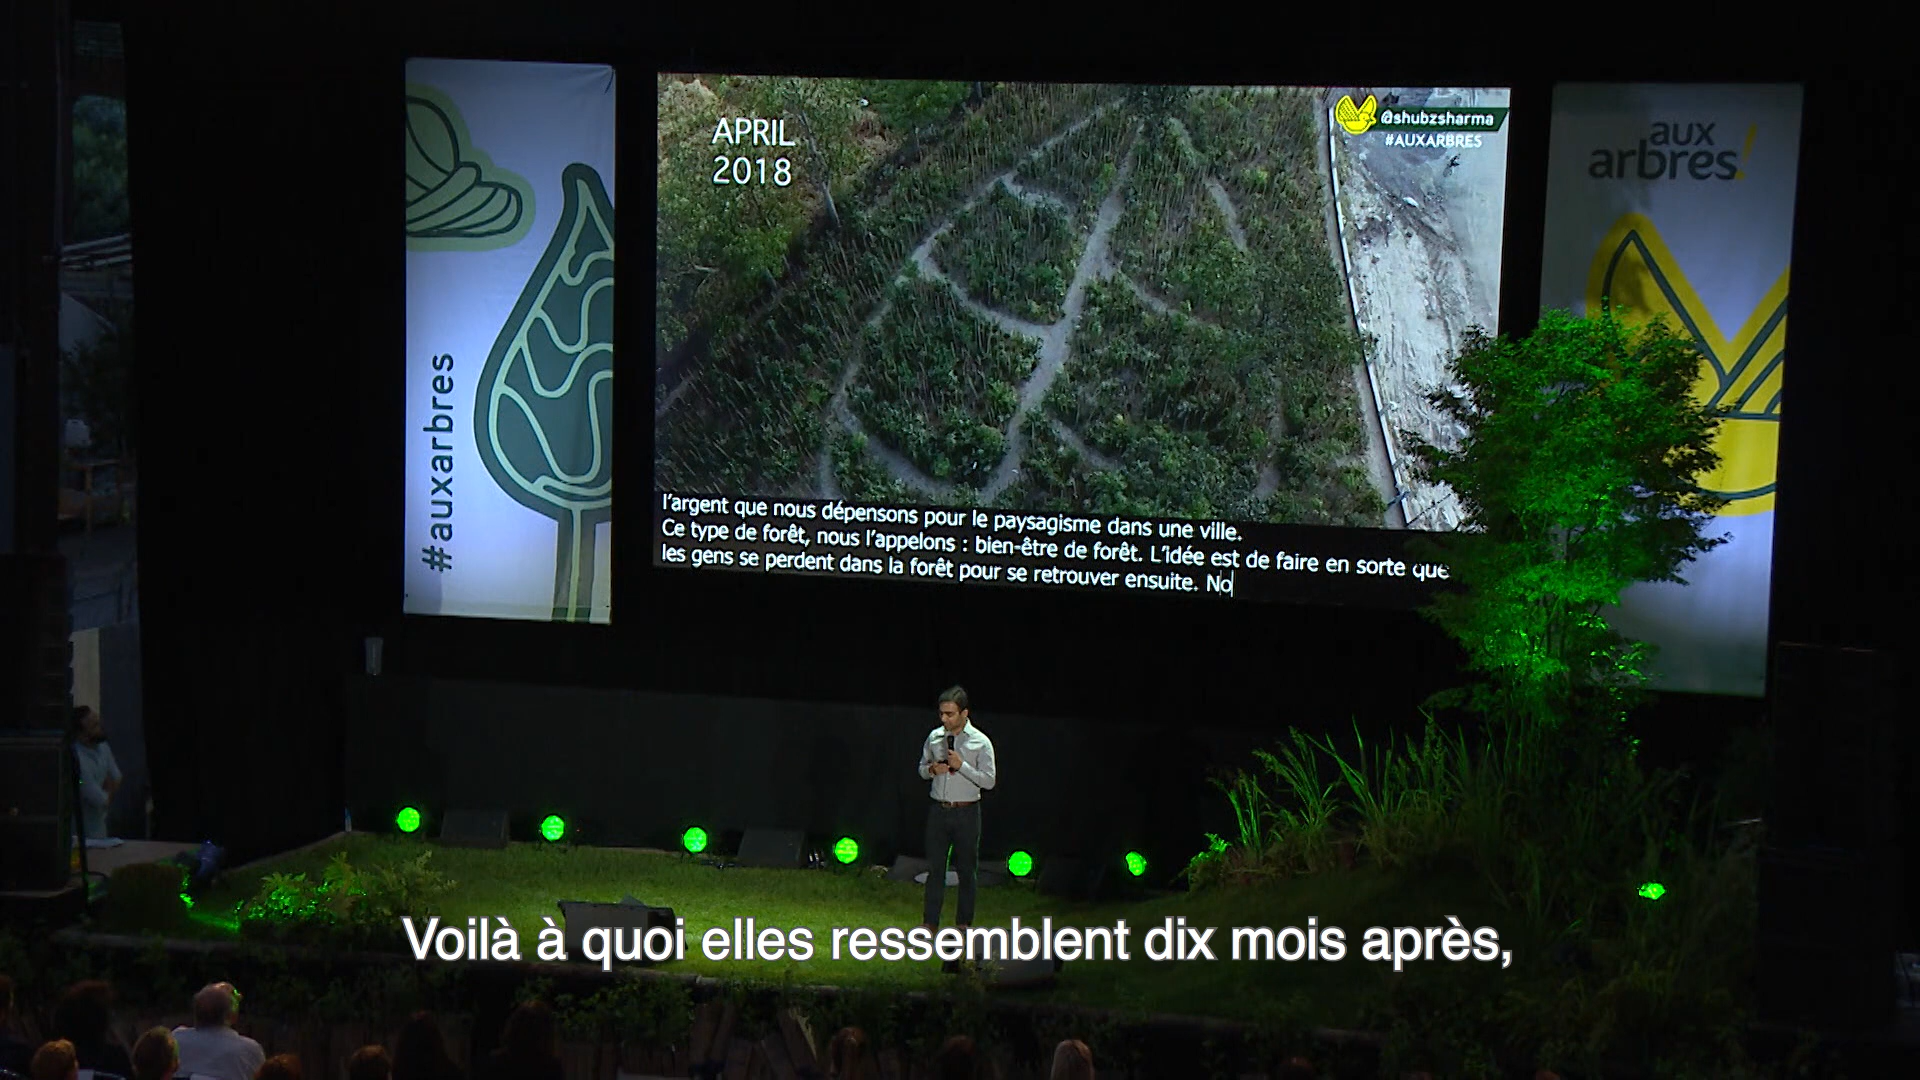 APRIL
2018
@shubzsharma
#AUXARBRES
aux
arbres!
#auxarbres
l'argent que nous dépensons pour le paysagisme dans une ville.
Ce type de forêt, nous l'appelons : bien-être de forêt. L'idée est de faire en sorte que
les gens se perdent dans la forêt pour se retrouver ensuite. No
Voilà à quoi elles ressemblent dix mois après,